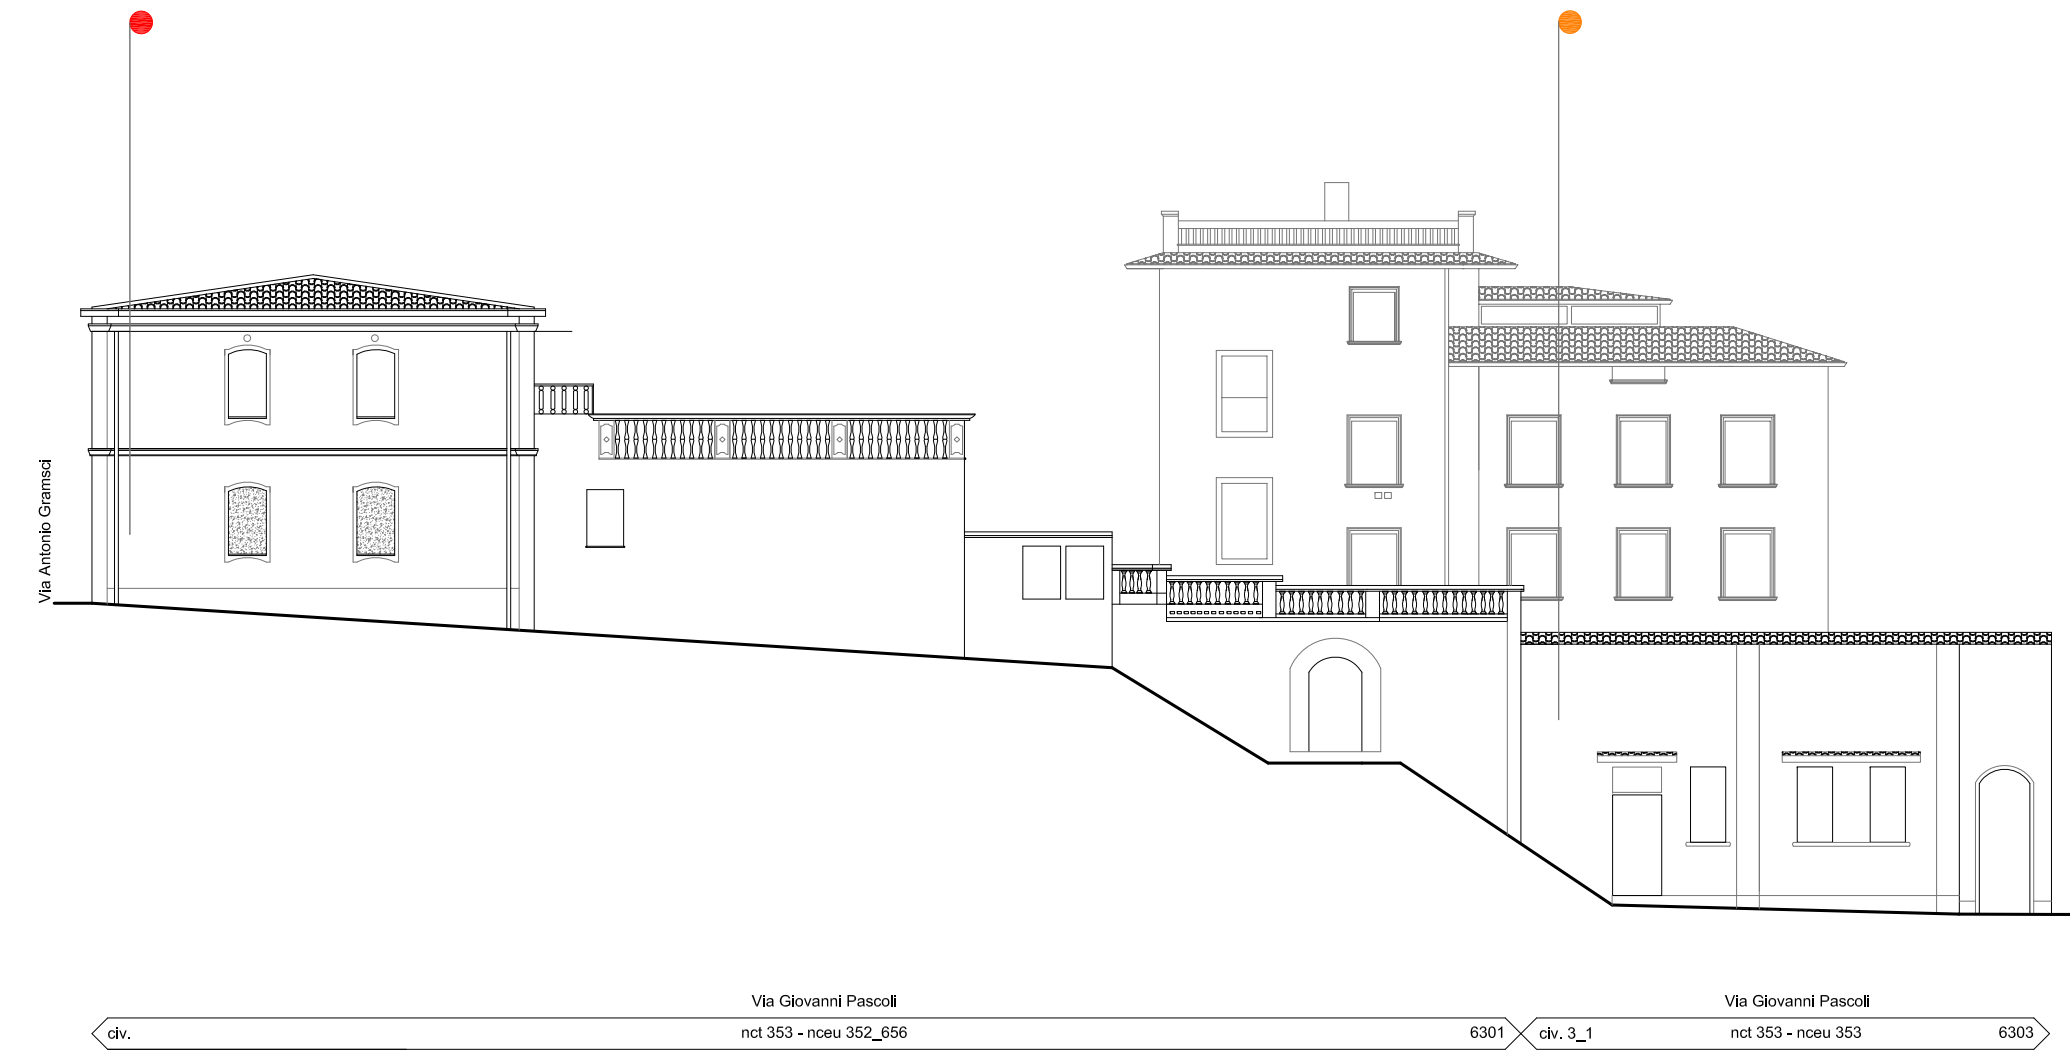 Via Antonio Gramsci
Via Giovanni Pascoli
Via Giovanni Pascoli
civ.
nct 353 - nceu 352_656
6301
civ. 3_1
nct 353 - nceu 353
6303